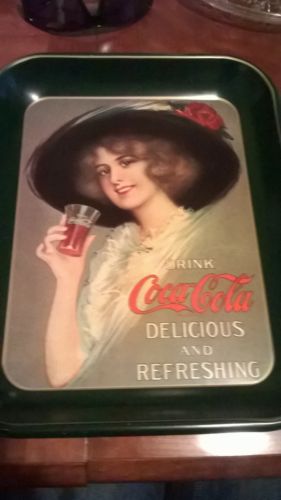 DRINK
Coca-Cola
DELICIOUS
AND
REFRESHING